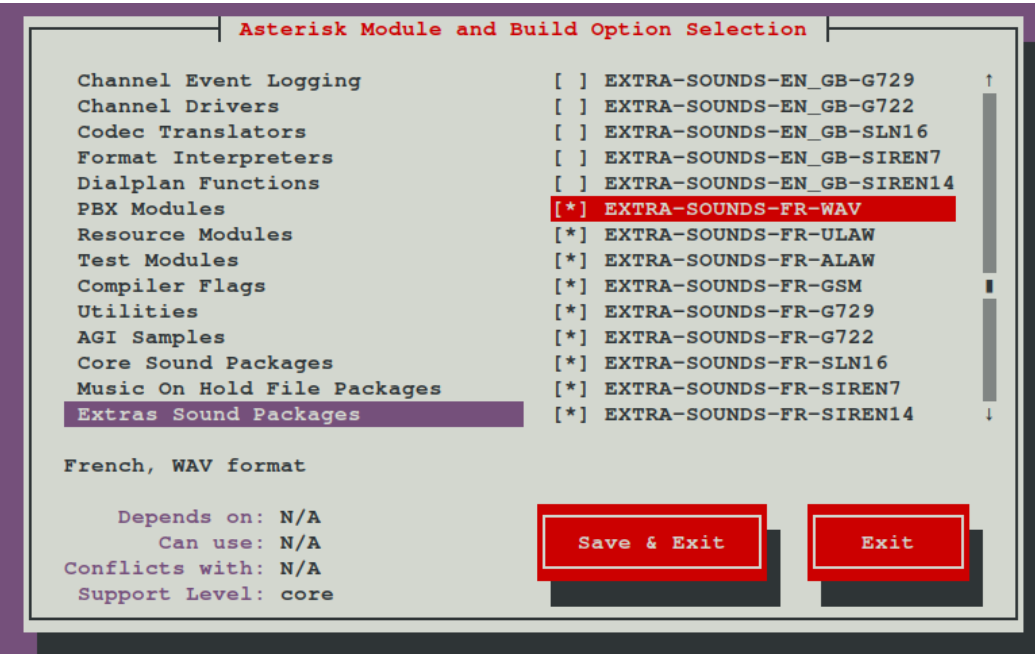 Asterisk Module and Build Option Selection
Channel Event Logging [ ] EXTRA-SOUNDS-EN_GB-G729 ↑
Channel Drivers [ ] EXTRA-SOUNDS-EN_GB-G722
Codec Translators [ ] EXTRA-SOUNDS-EN_GB-SLN16
Format Interpreters [ ] EXTRA-SOUNDS-EN_GB-SIREN7
Dialplan Functions [ ] EXTRA-SOUNDS-EN_GB-SIREN14
PBX Modules [*] EXTRA-SOUNDS-FR-WAV
Resource Modules [*] EXTRA-SOUNDS-FR-ULAW
Test Modules [*] EXTRA-SOUNDS-FR-ALAW
Compiler Flags [*] EXTRA-SOUNDS-FR-GSM
Utilities [*] EXTRA-SOUNDS-FR-G729
AGI Samples [*] EXTRA-SOUNDS-FR-G722
Core Sound Packages [*] EXTRA-SOUNDS-FR-SLN16
Music On Hold File Packages [*] EXTRA-SOUNDS-FR-SIREN7
Extras Sound Packages [*] EXTRA-SOUNDS-FR-SIREN14 ↓
French, WAV format
Depends on: N/A
Can use: N/A
Conflicts with: N/A
Support Level: core
Save & Exit
Exit